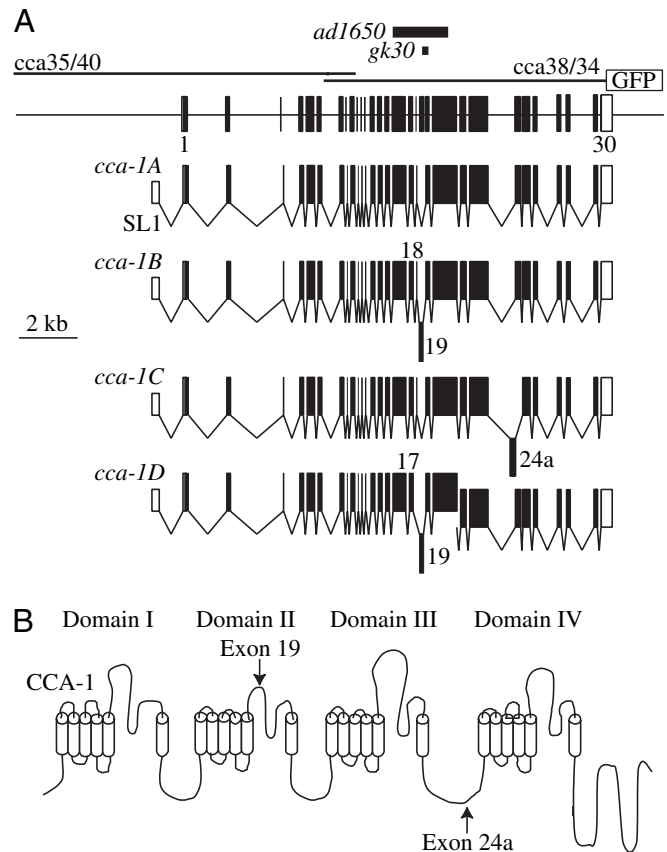 A
ad1650
gk30
cca35/40
cca38/34
GFP
1
30
cca-1A
SL1
18
cca-1B
2 kb
19
cca-1C
24a
17
cca-1D
19
B
Domain I Domain II Domain III Domain IV
Exon 19
CCA-1
Exon 24a